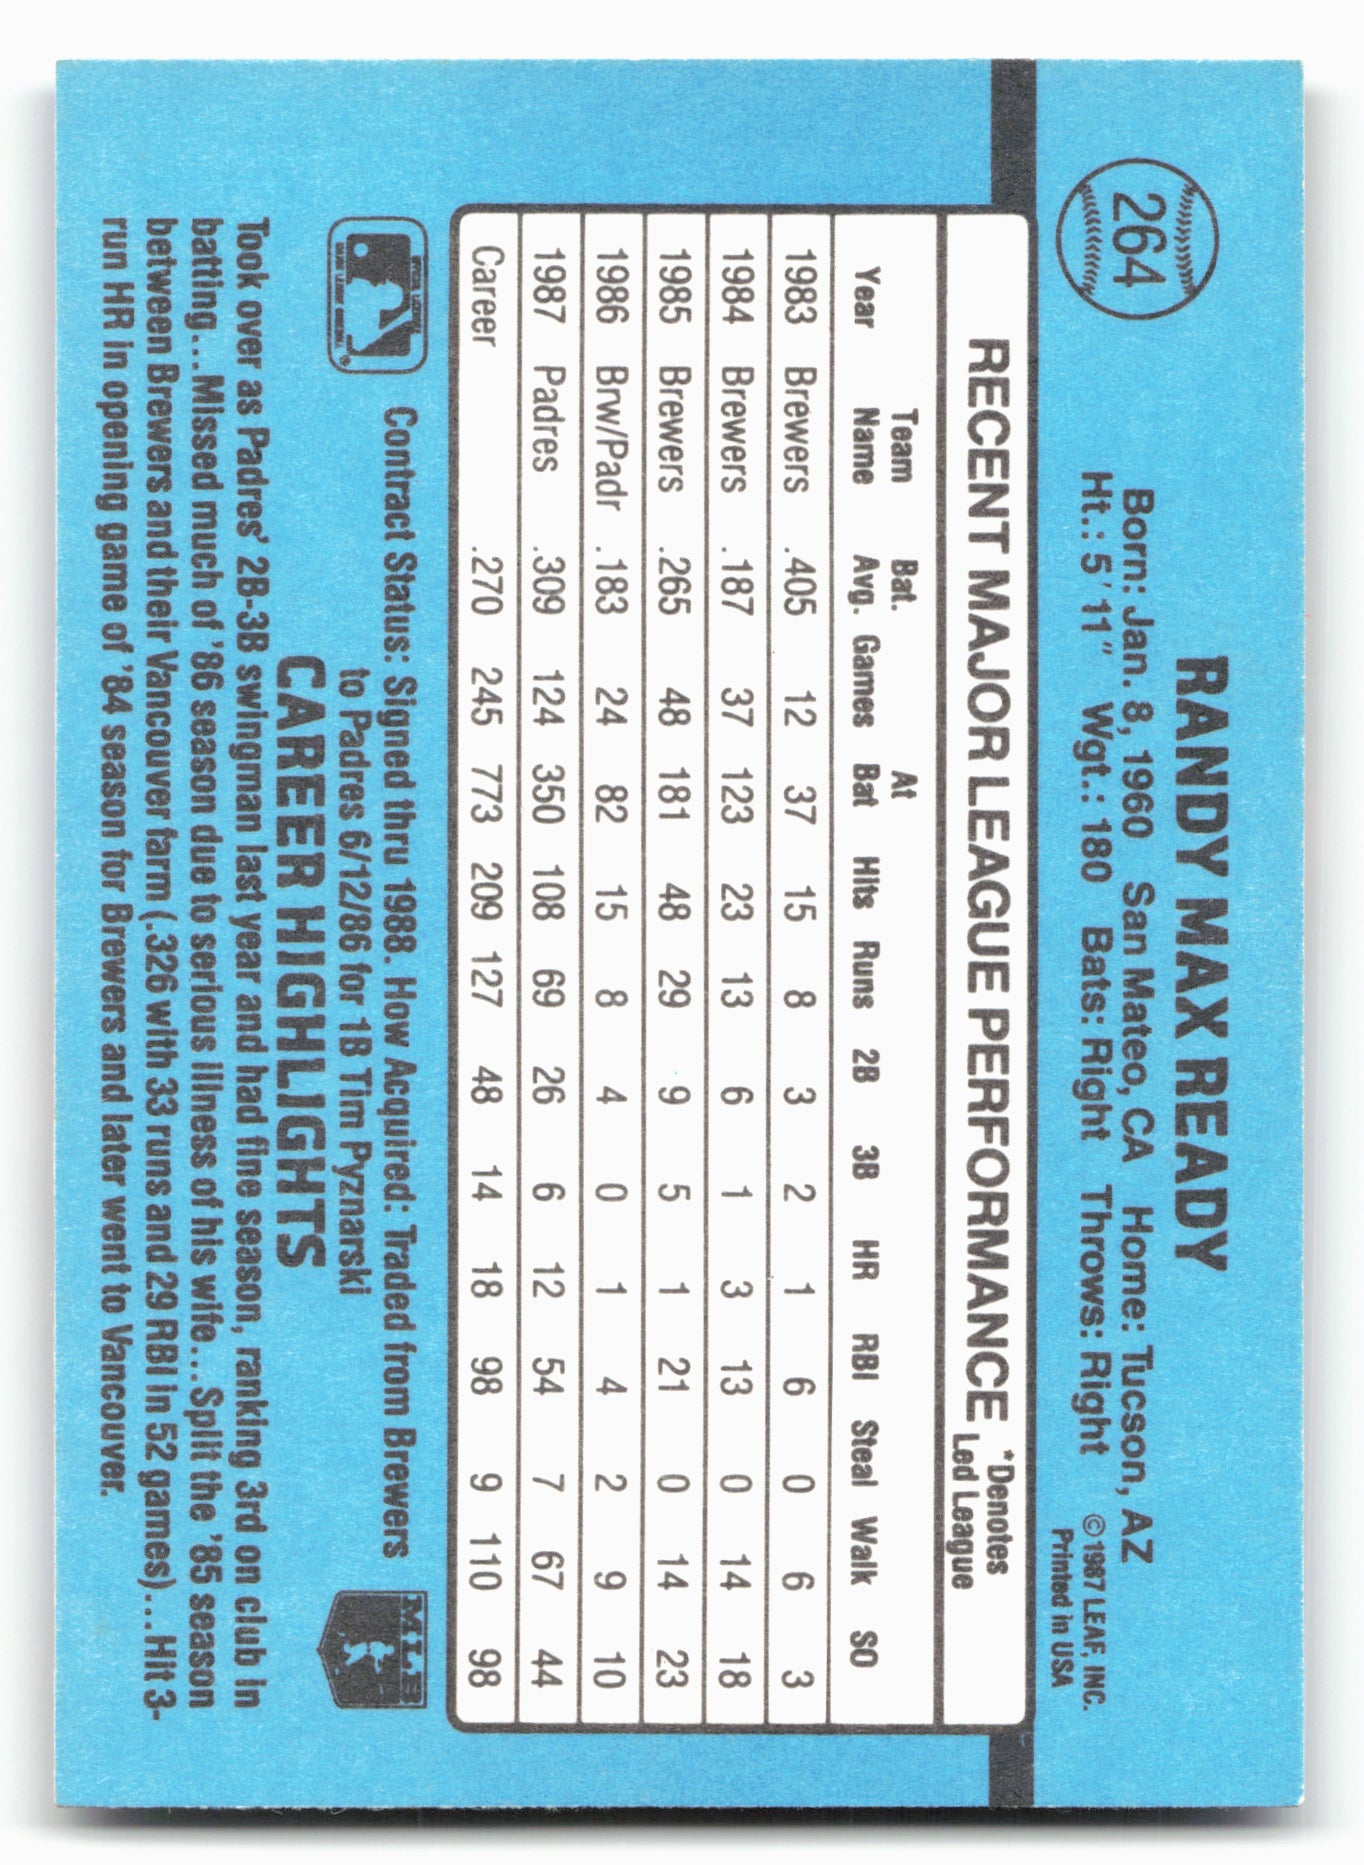 264
RANDY MAX READY
Born: Jan. 8, 1960 San Mateo, CA Home: Tucson, AZ
Ht.: 5'11" Wgt.: 180 Bats: Right Throws: Right
© 1987 LEAF, INC.
Printed in USA
RECENT MAJOR LEAGUE PERFORMANCE *Denotes Led League
Year Team Name Bat. Avg. Games At Bat Hits Runs 2B 3B HR RBI Steal Walk SO
1983 Brewers .405 12 37 15 8 3 2 1 6 0 6 3
1984 Brewers .187 37 123 23 13 6 1 3 13 0 14 18
1985 Brewers .265 48 181 48 29 9 5 1 21 0 14 23
1986 Brw/Padr .183 24 82 15 8 4 0 1 4 2 9 10
1987 Padres .309 124 350 108 69 26 6 12 54 7 67 44
Career .270 245 773 209 127 48 14 18 98 9 110 98
Contract Status: Signed thru 1988. How Acquired: Traded from Brewers
to Padres 6/12/86 for 1B Tim Pyznarski
MLB
CAREER HIGHLIGHTS
Took over as Padres' 2B-3B swingman last year and had fine season, ranking 3rd on club in
batting...Missed much of '86 season due to serious illness of his wife...Split the '85 season
between Brewers and their Vancouver farm (.326 with 33 runs and 29 RBI in 52 games)...Hit 3-
run HR in opening game of '84 season for Brewers and later went to Vancouver.